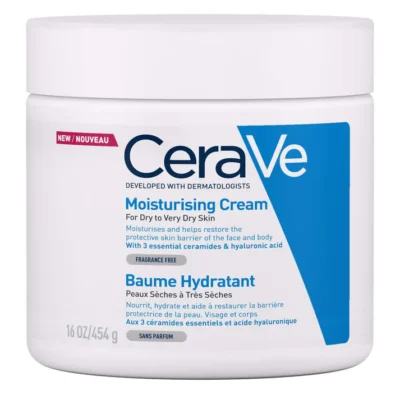 NEW/NOUVEAU
CeraVe
DEVELOPED WITH DERMATOLOGISTS
Moisturising Cream
For Dry to Very Dry Skin
Moisturises and helps restore the
protective skin barrier of the face and body
With 3 essential ceramides & hyaluronic acid
FRAGRANCE FREE
Baume Hydratant
Peaux Sèches à Très Sèches
Nourrit, hydrate et aide à restaurer la barrière
protectrice de la peau. Visage et corps
Aux 3 céramides essentiels et acide hyaluronique
SANS PARFUM
16 OZ/454 g